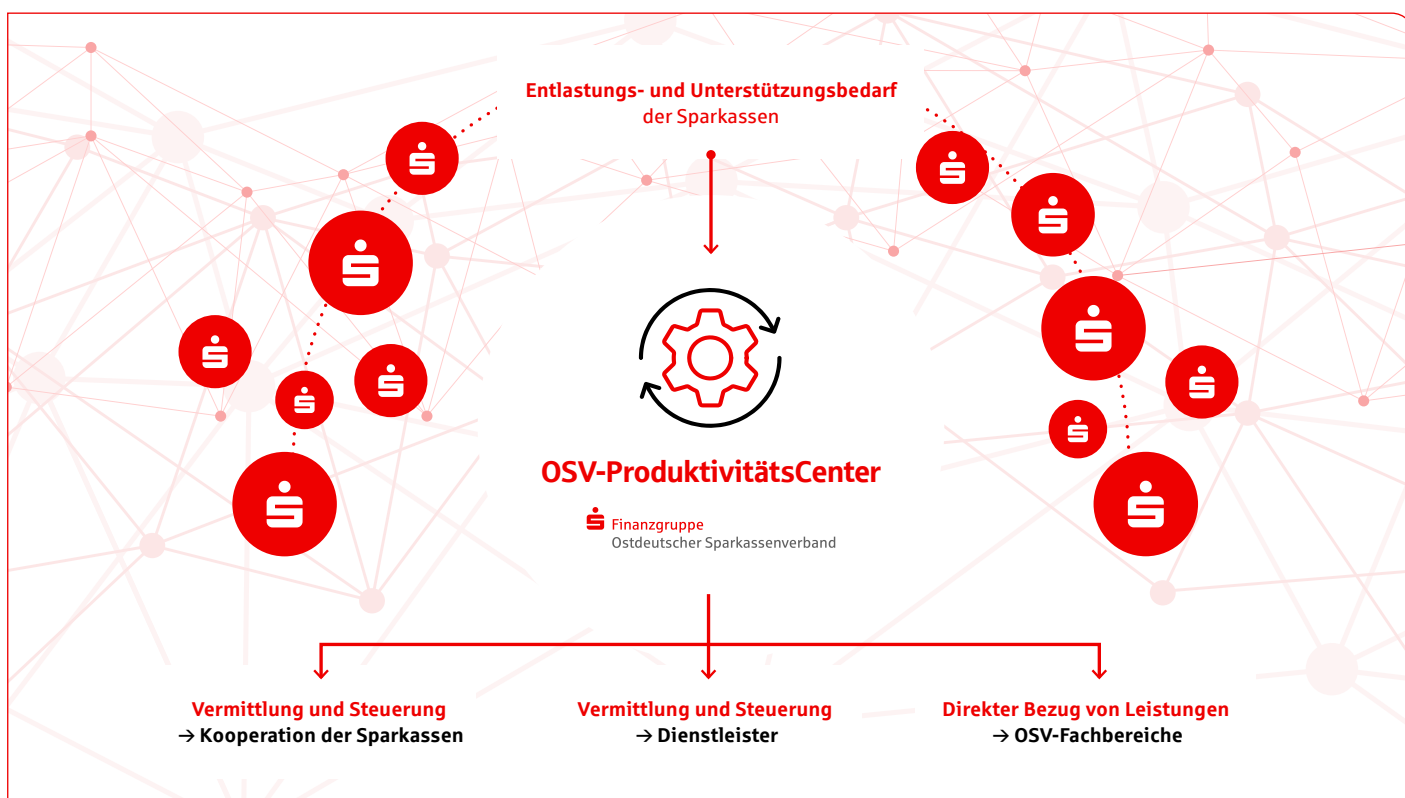 Entlastungs- und Unterstützungsbedarf
der Sparkassen
OSV-ProduktivitätsCenter
Finanzgruppe
Ostdeutscher Sparkassenverband
Vermittlung und Steuerung
→ Kooperation der Sparkassen
Vermittlung und Steuerung
→ Dienstleister
Direkter Bezug von Leistungen
→ OSV-Fachbereiche